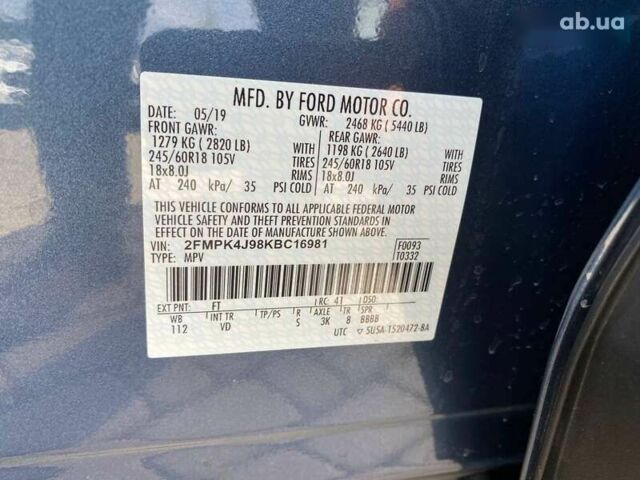 ab.ua
MFD. BY FORD MOTOR CO.
DATE: 05/19 GVWR: 2468 KG ( 5440 LB)
FRONT GAWR: REAR GAWR:
1279 KG ( 2820 LB) WITH 1198 KG ( 2640 LB) WITH
245/60R18 105V TIRES 245/60R18 105V TIRES
18x8.0J RIMS 18x8.0J RIMS
AT 240 kPa/ 35 PSI COLD AT 240 kPa/ 35 PSI COLD
THIS VEHICLE CONFORMS TO ALL APPLICABLE FEDERAL MOTOR
VEHICLE SAFETY AND THEFT PREVENTION STANDARDS IN
EFFECT ON THE DATE OF MANUFACTURE SHOWN ABOVE.
VIN: 2FMPK4J98KBC16981 F0093
TYPE: MPV T0332
EXT PNT: FT RC: 41 DSO:
WB INT TR TP/PS R AXLE TR SPR
112 VD S 3K 8 BBBB
UTC ▽ 5U5A-1520472-BA